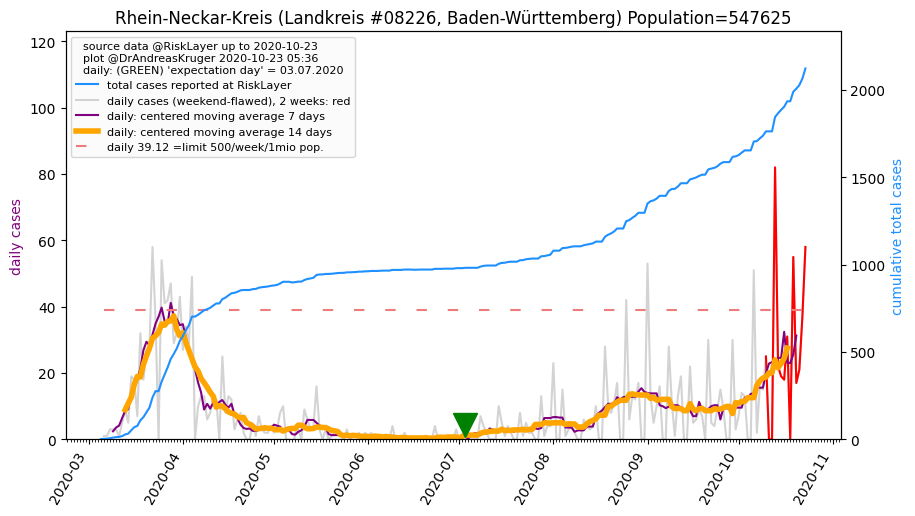 Rhein-Neckar-Kreis (Landkreis #08226, Baden-Württemberg) Population=547625
source data @RiskLayer up to 2020-10-23
plot @DrAndreasKruger 2020-10-23 05:36
daily: (GREEN) 'expectation day' = 03.07.2020
total cases reported at RiskLayer
daily cases (weekend-flawed), 2 weeks: red
daily: centered moving average 7 days
daily: centered moving average 14 days
daily 39.12 =limit 500/week/1mio pop.
daily cases
120
100
80
60
40
20
0
cumulative total cases
2000
1500
1000
500
0
2020-03
2020-04
2020-05
2020-06
2020-07
2020-08
2020-09
2020-10
2020-11